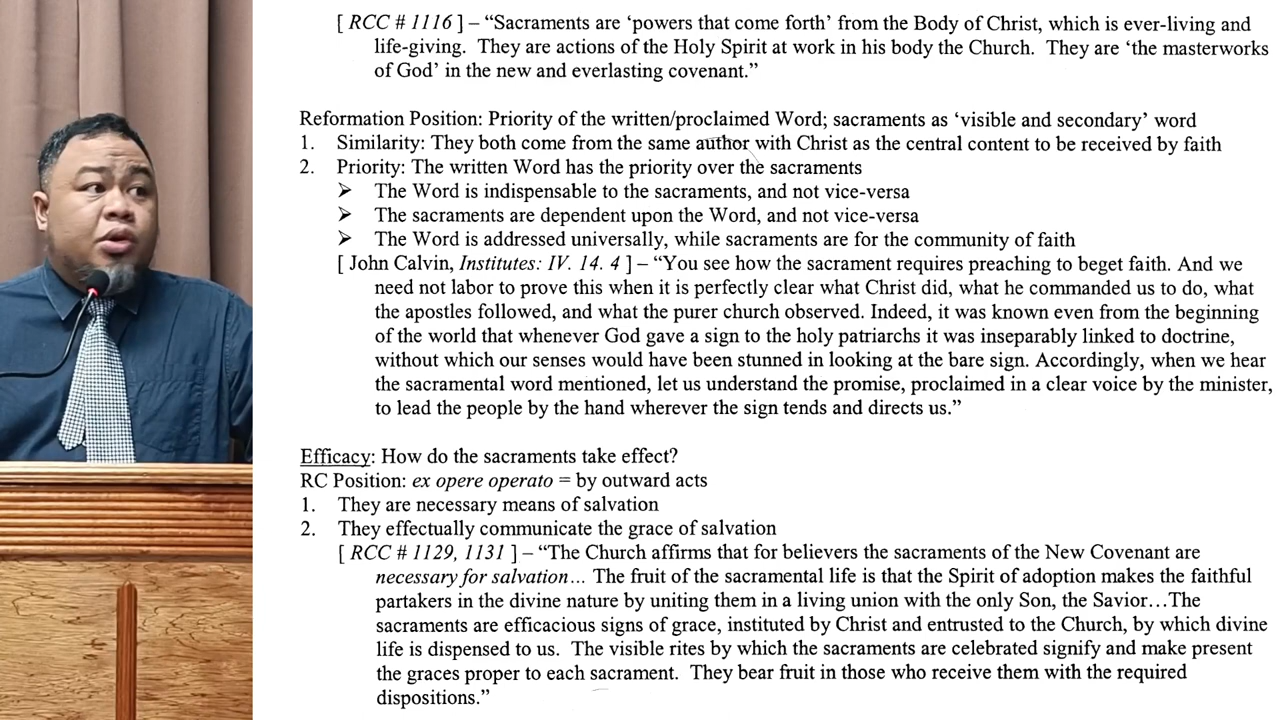 [ RCC # 1116 ] – “Sacraments are ‘powers that come forth’ from the Body of Christ, which is ever-living and
life-giving. They are actions of the Holy Spirit at work in his body the Church. They are ‘the masterworks
of God’ in the new and everlasting covenant.”
Reformation Position: Priority of the written/proclaimed Word; sacraments as ‘visible and secondary’ word
1. Similarity: They both come from the same author with Christ as the central content to be received by faith
2. Priority: The written Word has the priority over the sacraments
➤ The Word is indispensable to the sacraments, and not vice-versa
➤ The sacraments are dependent upon the Word, and not vice-versa
➤ The Word is addressed universally, while sacraments are for the community of faith
[ John Calvin, Institutes: IV. 14. 4 ] – “You see how the sacrament requires preaching to beget faith. And we
need not labor to prove this when it is perfectly clear what Christ did, what he commanded us to do, what
the apostles followed, and what the purer church observed. Indeed, it was known even from the beginning
of the world that whenever God gave a sign to the holy patriarchs it was inseparably linked to doctrine,
without which our senses would have been stunned in looking at the bare sign. Accordingly, when we hear
the sacramental word mentioned, let us understand the promise, proclaimed in a clear voice by the minister,
to lead the people by the hand wherever the sign tends and directs us.”
Efficacy: How do the sacraments take effect?
RC Position: ex opere operato = by outward acts
1. They are necessary means of salvation
2. They effectually communicate the grace of salvation
[ RCC # 1129, 1131 ] – “The Church affirms that for believers the sacraments of the New Covenant are
necessary for salvation… The fruit of the sacramental life is that the Spirit of adoption makes the faithful
partakers in the divine nature by uniting them in a living union with the only Son, the Savior…The
sacraments are efficacious signs of grace, instituted by Christ and entrusted to the Church, by which divine
life is dispensed to us. The visible rites by which the sacraments are celebrated signify and make present
the graces proper to each sacrament. They bear fruit in those who receive them with the required
dispositions.”